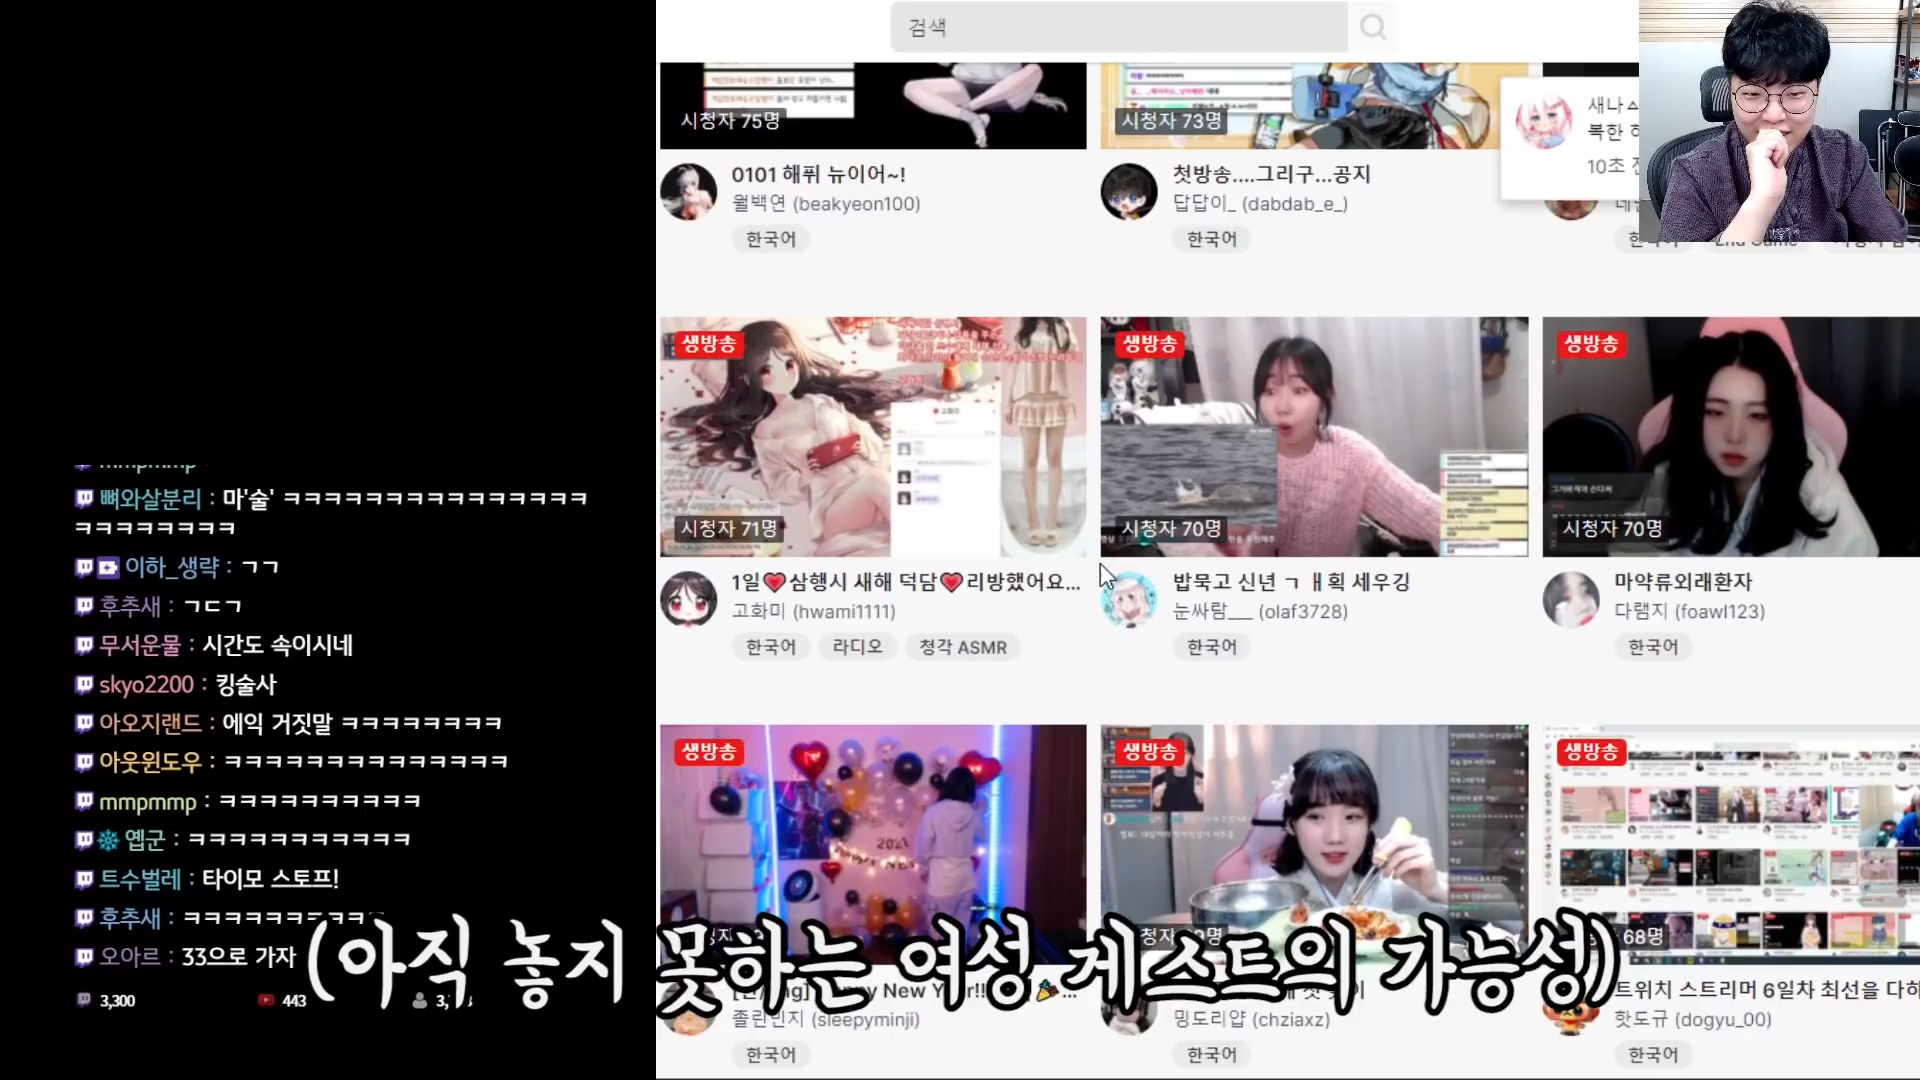 검색
시청자 75명
0101 해퓌 뉴이어~!
월백연 (beakyeon100)
한국어
시청자 73명
첫방송....그리구...공지
답답이_ (dabdab_e_)
한국어
10초
생방송
시청자 71명
1일❤삼행시 새해 덕담❤리방했어요...
고화미 (hwami1111)
한국어
라디오
청각 ASMR
생방송
시청자 70명
밥묵고 신년 ㄱ ㅐ획 세우깅
눈싸람___ (olaf3728)
한국어
생방송
시청자 70명
마약류외래환자
다램지 (foawl123)
한국어
생방송
2021
졸린민지 (sleepyminji)
한국어
생방송
밍도리얍 (chziaxz)
한국어
생방송
68명
트위치 스트리머 6일차 최선을 다하
핫도규 (dogyu_00)
한국어
뼈와살분리 : 마'술' ㅋㅋㅋㅋㅋㅋㅋㅋㅋㅋㅋㅋㅋㅋㅋ
ㅋㅋㅋㅋㅋㅋㅋㅋ
이하_생략 : ㄱㄱ
후추새 : ㄱㄷㄱ
무서운물 : 시간도 속이시네
skyo2200 : 킹술사
아오지랜드 : 에익 거짓말 ㅋㅋㅋㅋㅋㅋㅋㅋ
아웃윈도우 : ㅋㅋㅋㅋㅋㅋㅋㅋㅋㅋㅋㅋㅋㅋ
mmpmmp : ㅋㅋㅋㅋㅋㅋㅋㅋㅋㅋ
옙군 : ㅋㅋㅋㅋㅋㅋㅋㅋㅋㅋㅋ
트수벌레 : 타이모 스토프!
후추새 : ㅋㅋㅋㅋㅋㅋㅋㅋㅋ
오아르 : 33으로 가자
3,300
443
(아직 놓지 못하는 여성 게스트의 가능성)